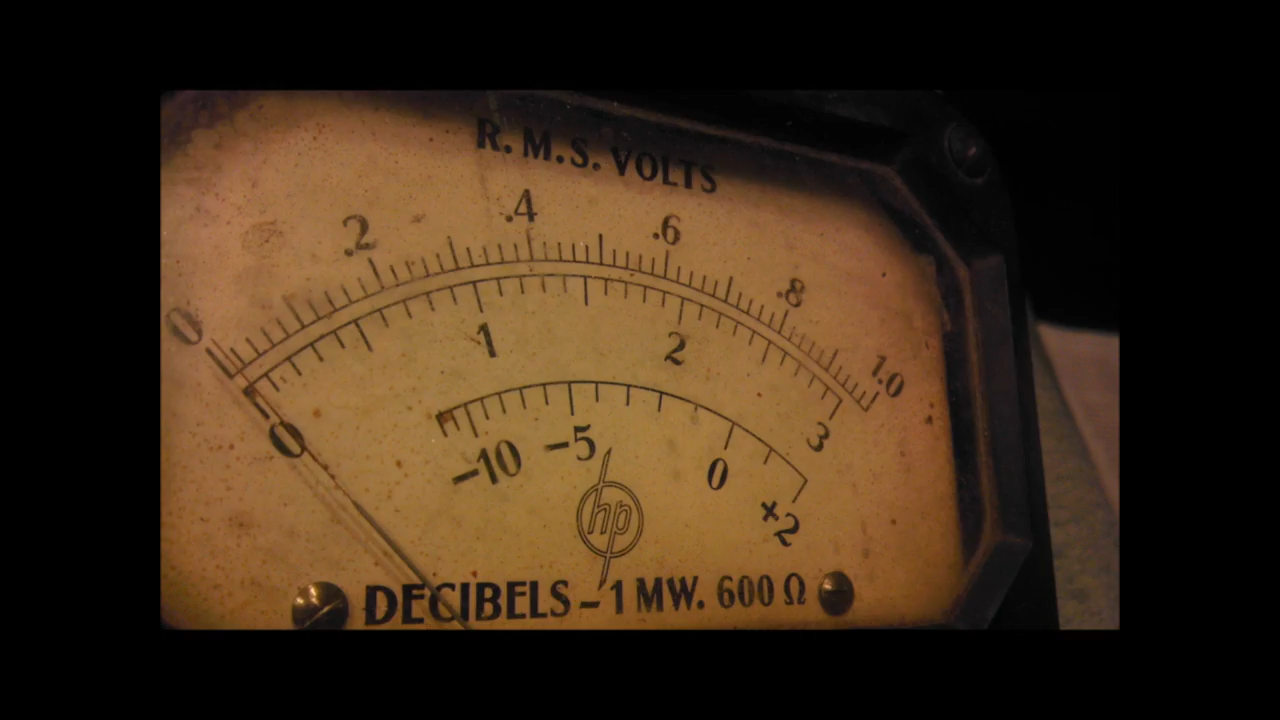 R.M.S. VOLTS
0 .2 .4 .6 .8 1.0
0 1 2 3
-10 -5 0 +2
hp
DECIBELS - 1 MW. 600 Ω